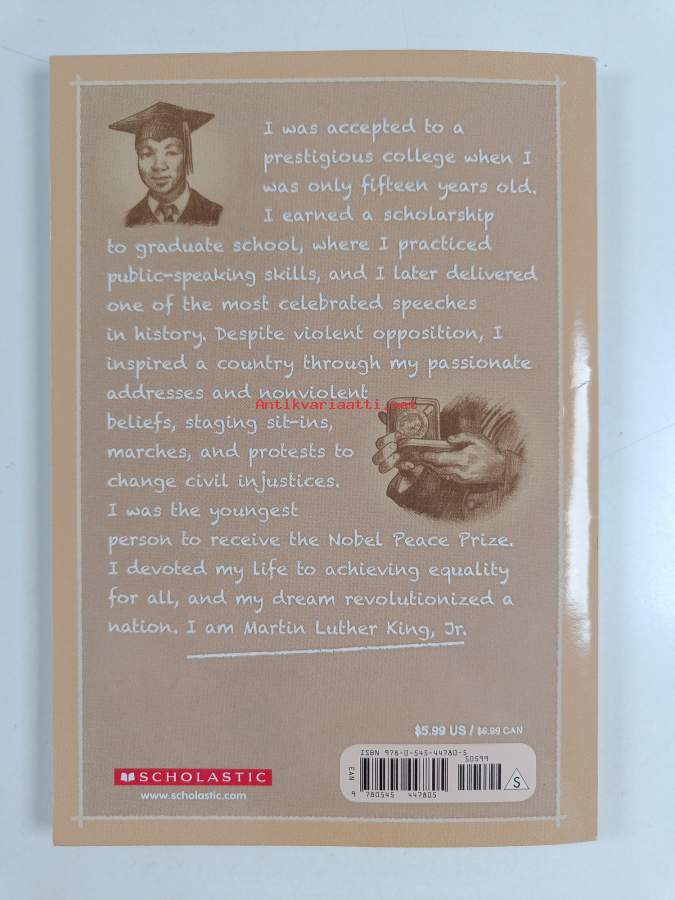 I was accepted to a
prestigious college when I
was only fifteen years old.
I earned a scholarship
to graduate school, where I practiced
public-speaking skills, and I later delivered
one of the most celebrated speeches
in history. Despite violent opposition, I
inspired a country through my passionate
addresses and nonviolent
Antikvariaatti.net
beliefs, staging sit-ins,
marches, and protests to
change civil injustices.
I was the youngest
person to receive the Nobel Peace Prize.
I devoted my life to achieving equality
for all, and my dream revolutionized a
nation. I am Martin Luther King, Jr.
$5.99 US / $6.99 CAN
ISBN 978-0-545-44780-5
50599
EAN
S
9 780545 447805
SCHOLASTIC
www.scholastic.com